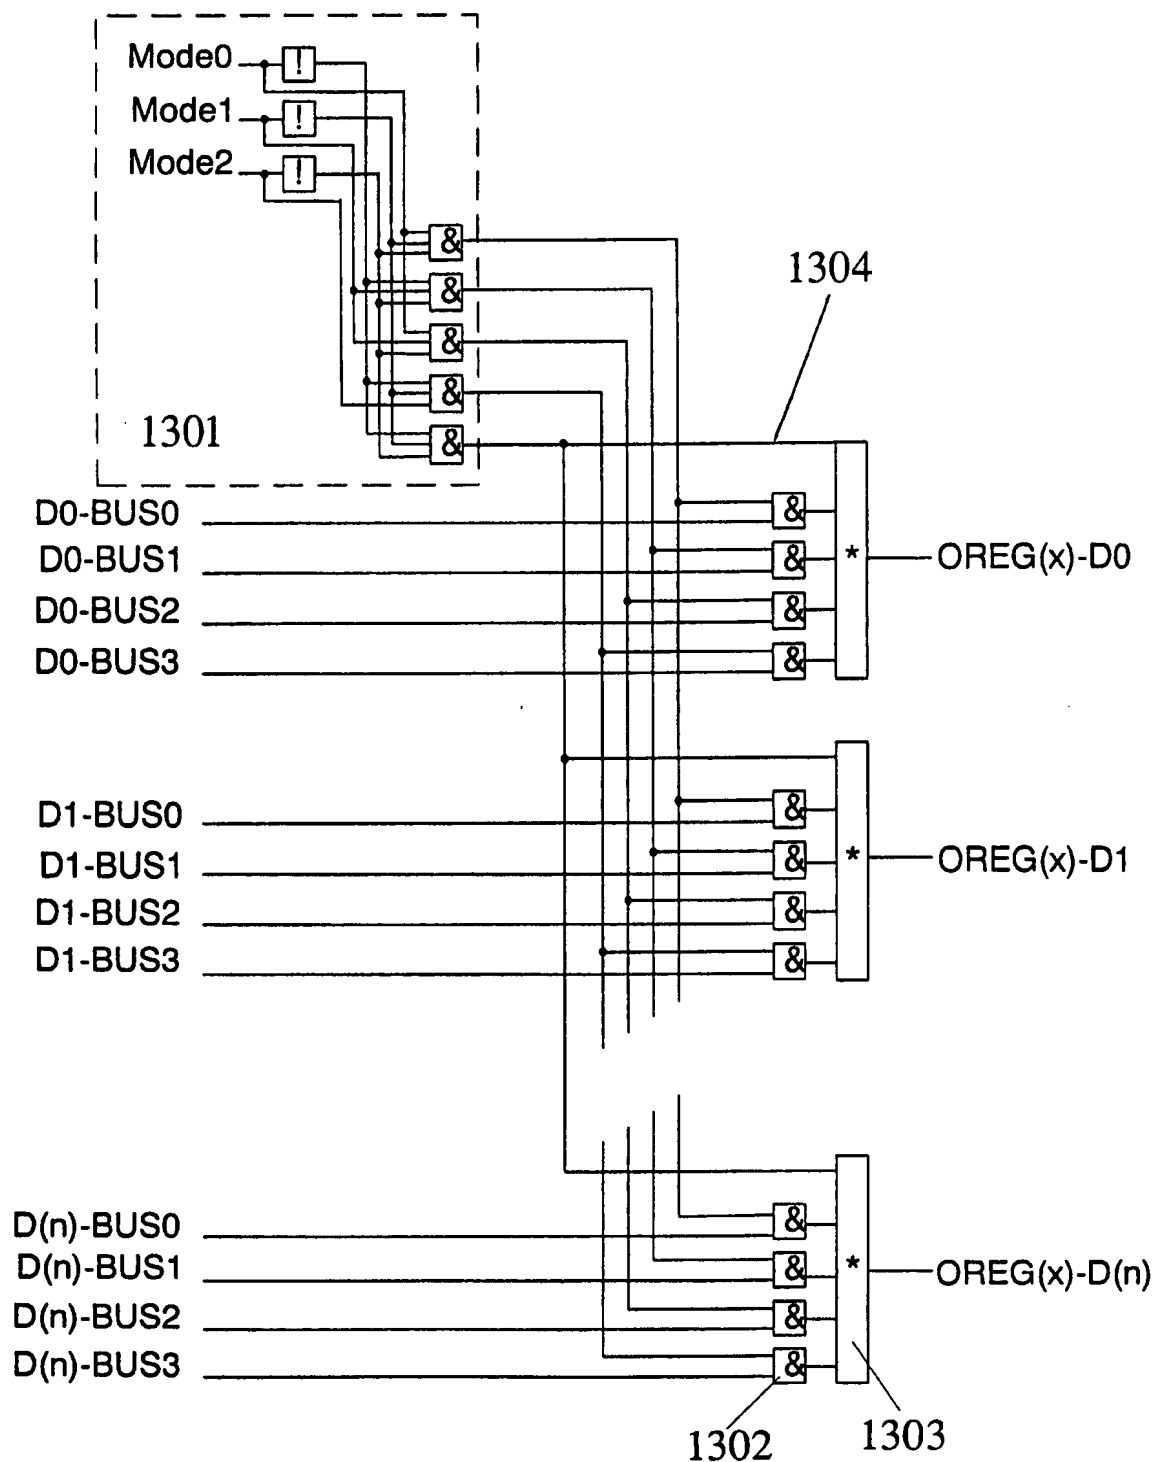 Mode0 !
Mode1 !
Mode2 !
&
&
&
&
&
1301
1304
D0-BUS0 &
D0-BUS1 & * OREG(x)-D0
D0-BUS2 &
D0-BUS3 &
D1-BUS0 &
D1-BUS1 & * OREG(x)-D1
D1-BUS2 &
D1-BUS3 &
D(n)-BUS0 &
D(n)-BUS1 & * OREG(x)-D(n)
D(n)-BUS2 &
D(n)-BUS3 &
1302 1303